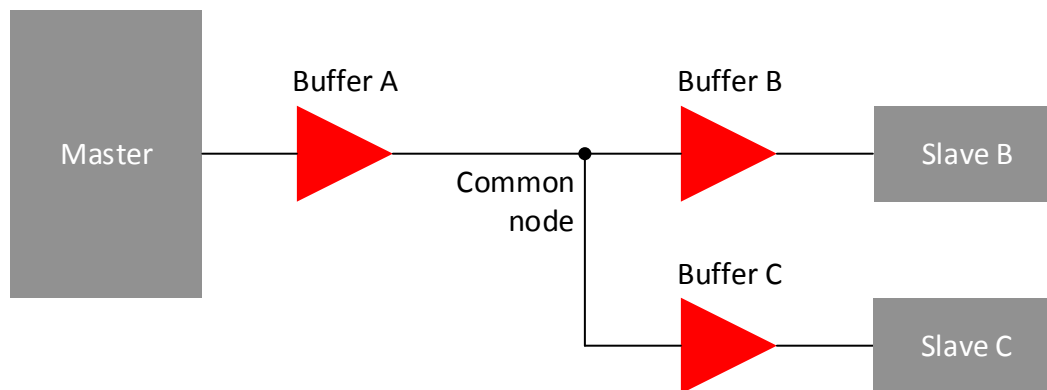 Buffer A
Buffer B
Master
Slave B
Common
node
Buffer C
Slave C